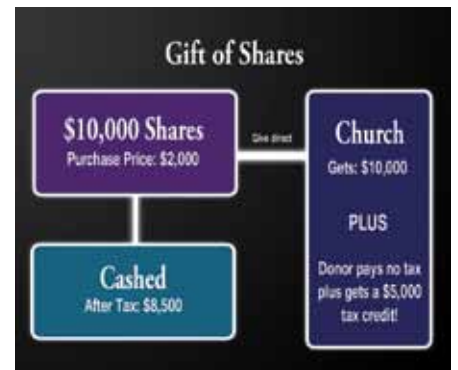 Gift of Shares
$10,000 Shares
Purchase Price: $2,000
Give direct
Church
Gets: $10,000
PLUS
Donor pays no tax
plus gets a $5,000
tax credit!
Cashed
After Tax: $8,500